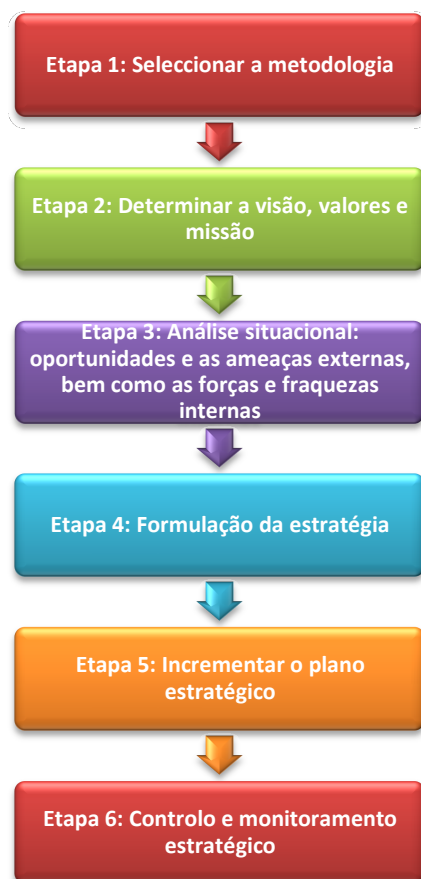 Etapa 1: Seleccionar a metodologia
Etapa 2: Determinar a visão, valores e
missão
Etapa 3: Análise situacional:
oportunidades e as ameaças externas,
bem como as forças e fraquezas
internas
Etapa 4: Formulação da estratégia
Etapa 5: Incrementar o plano
estratégico
Etapa 6: Controlo e monitoramento
estratégico